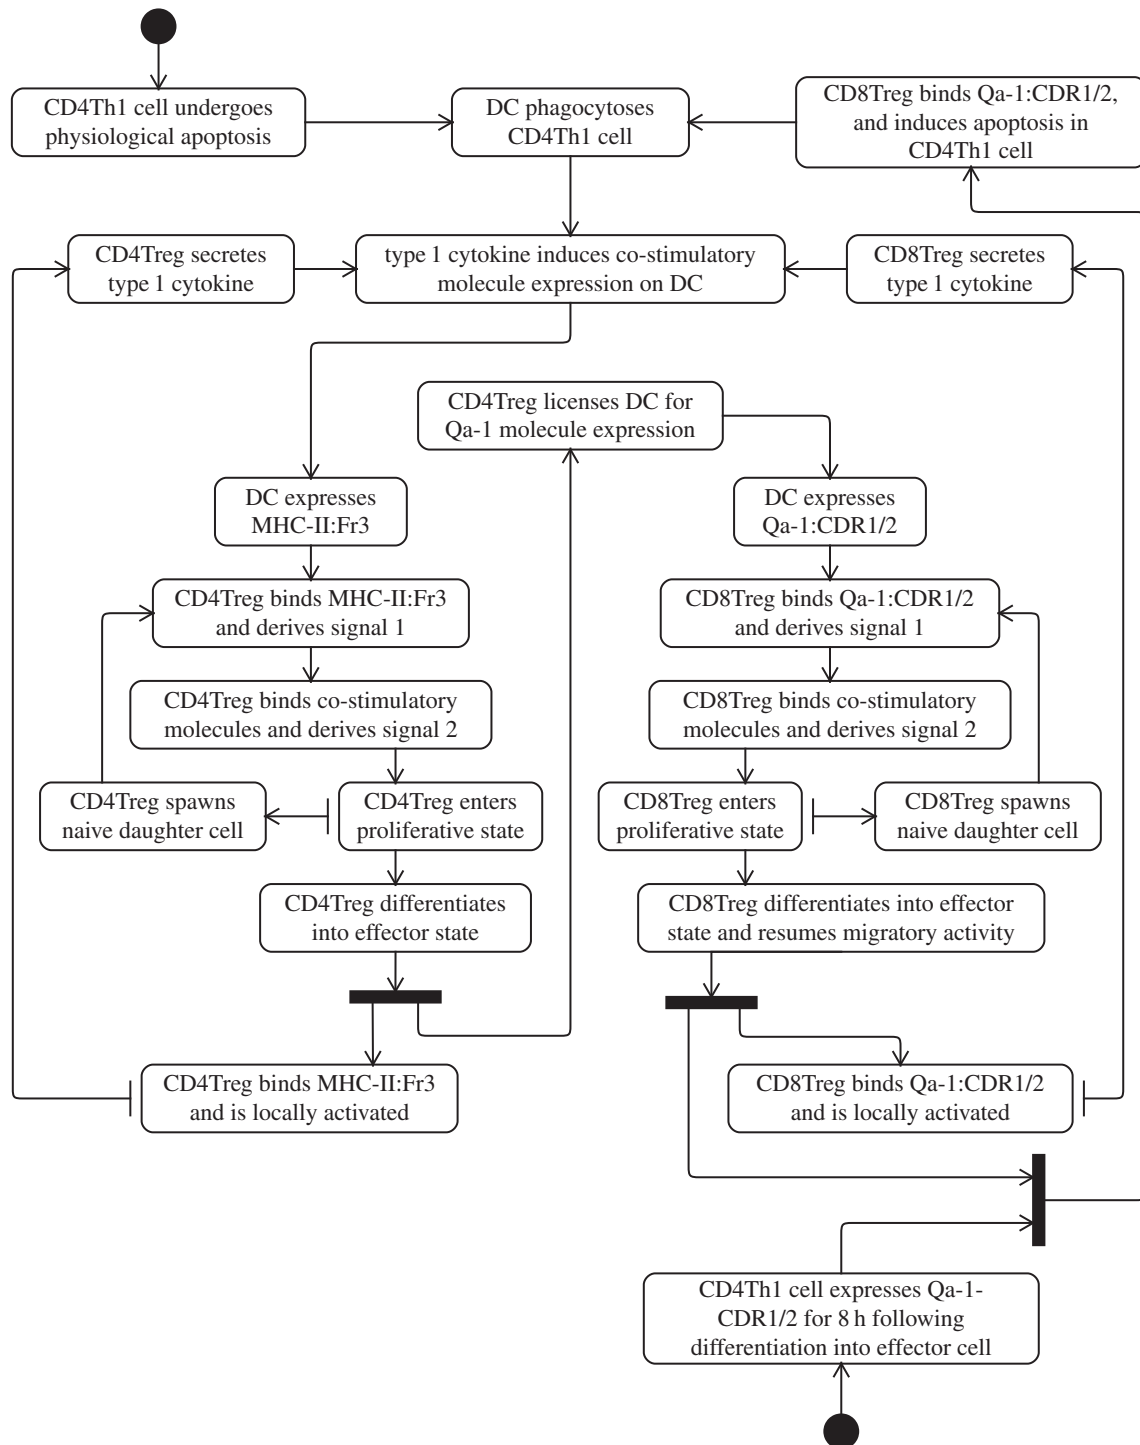 CD4Th1 cell undergoes
physiological apoptosis
DC phagocytoses
CD4Th1 cell
CD8Treg binds Qa-1:CDR1/2,
and induces apoptosis in
CD4Th1 cell
CD4Treg secretes
type 1 cytokine
type 1 cytokine induces co-stimulatory
molecule expression on DC
CD8Treg secretes
type 1 cytokine
CD4Treg licenses DC for
Qa-1 molecule expression
DC expresses
MHC-II:Fr3
DC expresses
Qa-1:CDR1/2
CD4Treg binds MHC-II:Fr3
and derives signal 1
CD8Treg binds Qa-1:CDR1/2
and derives signal 1
CD4Treg binds co-stimulatory
molecules and derives signal 2
CD8Treg binds co-stimulatory
molecules and derives signal 2
CD4Treg spawns
naive daughter cell
CD4Treg enters
proliferative state
CD8Treg enters
proliferative state
CD8Treg spawns
naive daughter cell
CD4Treg differentiates
into effector state
CD8Treg differentiates into effector
state and resumes migratory activity
CD4Treg binds MHC-II:Fr3
and is locally activated
CD8Treg binds Qa-1:CDR1/2
and is locally activated
CD4Th1 cell expresses Qa-1-
CDR1/2 for 8 h following
differentiation into effector cell